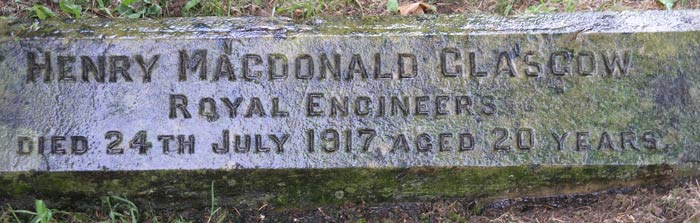 HENRY MACDONALD GLASGOW
ROYAL ENGINEERS
DIED 24TH JULY 1917 AGED 20 YEARS.